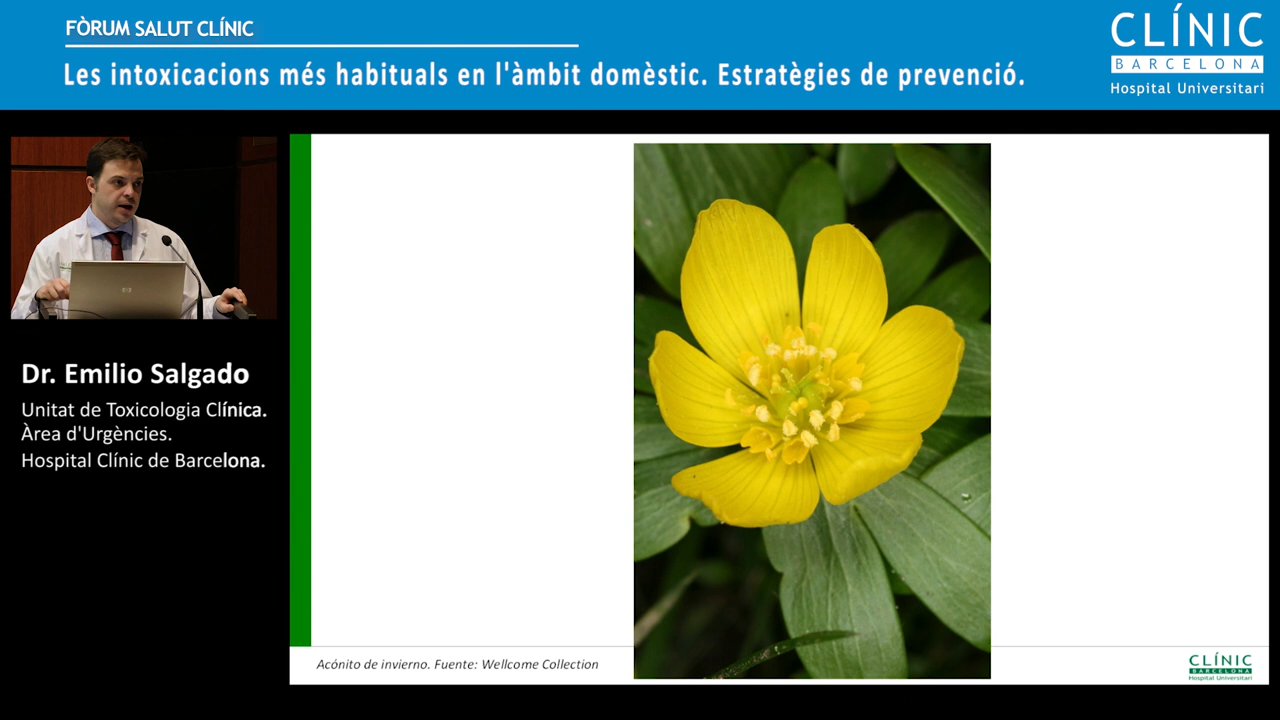 FÒRUM SALUT CLÍNIC
Les intoxicacions més habituals en l'àmbit domèstic. Estratègies de prevenció.
CLÍNIC
BARCELONA
Hospital Universitari
Dr. Emilio Salgado
Unitat de Toxicologia Clínica.
Àrea d'Urgències.
Hospital Clínic de Barcelona.
Acónito de invierno. Fuente: Wellcome Collection
CLÍNIC
BARCELONA
Hospital Universitari